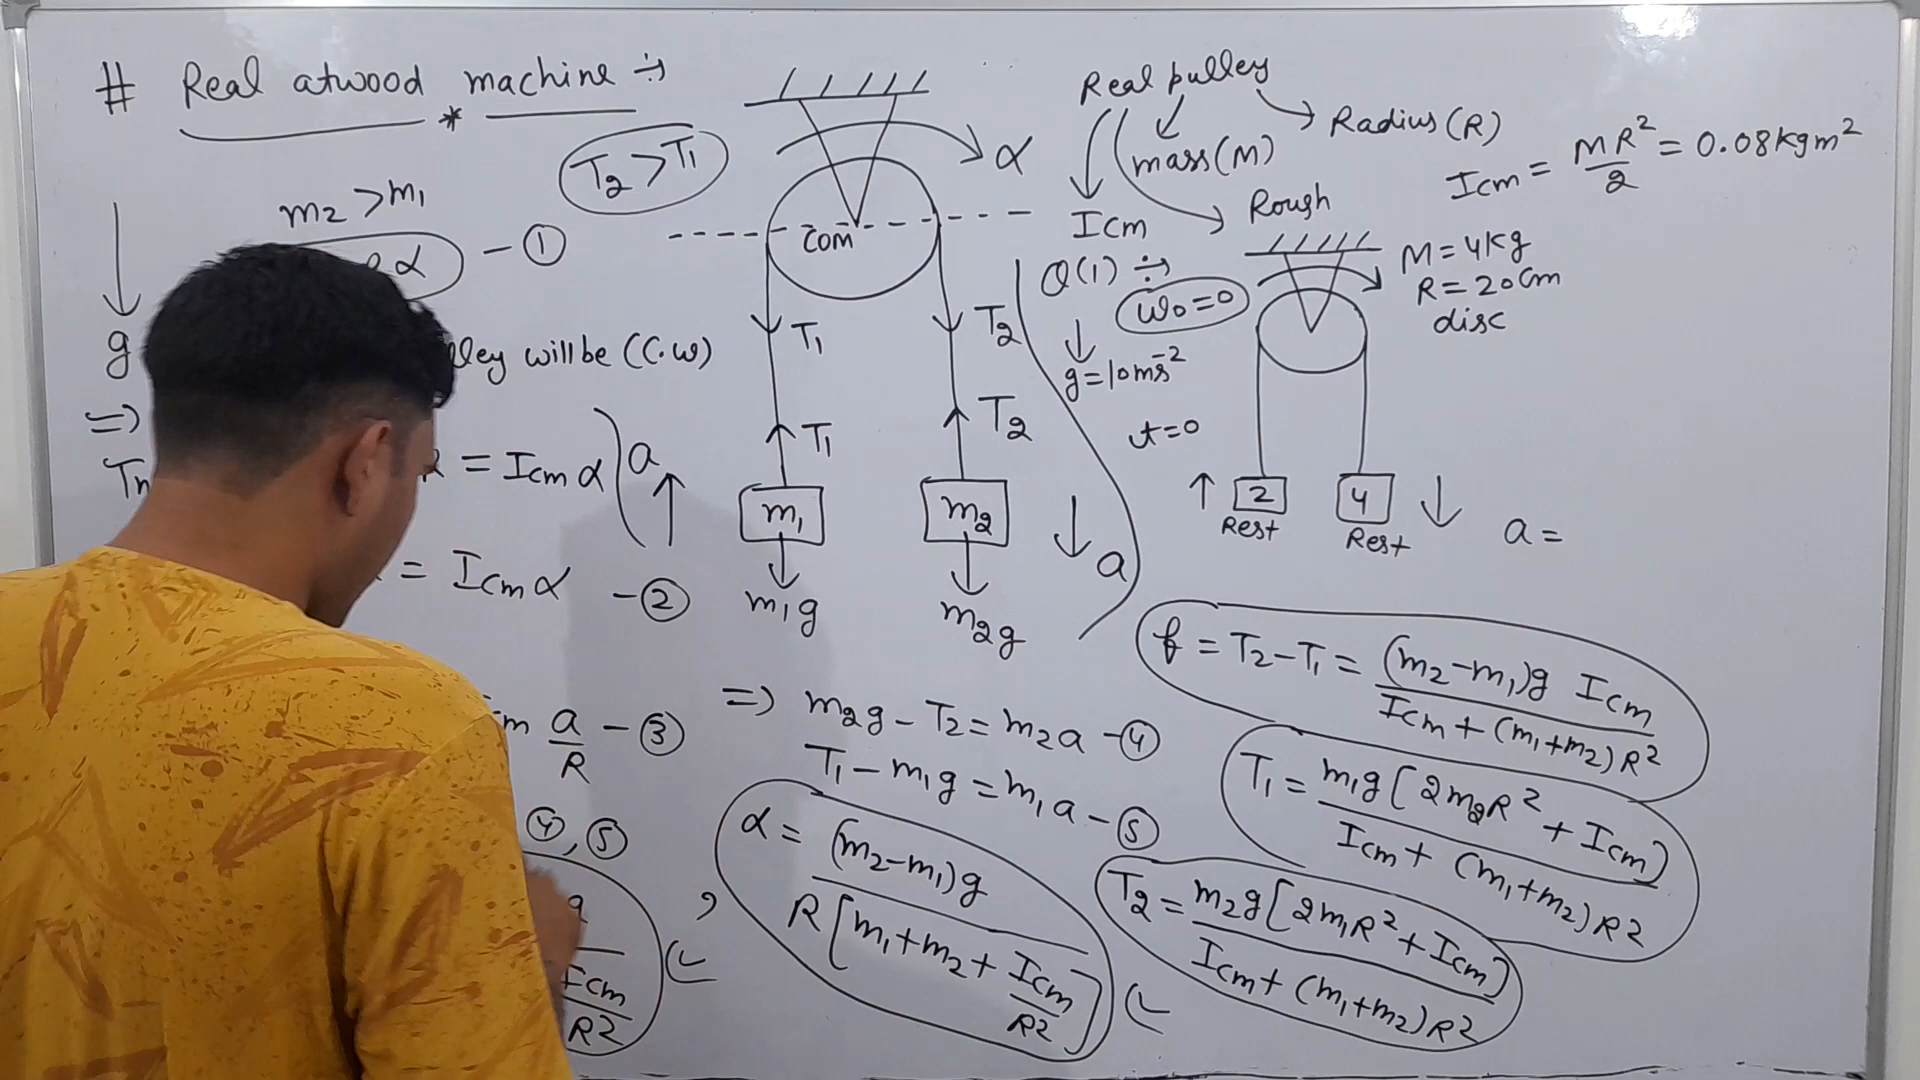 # Real atwood machine ÷
*
T2 > T1
m2 > m1
α – ①
g
will be (C.w)
⇒
= Icm α
a
= Icm α – ②
a/R – ③
④, ⑤
Icm
R2
α
COM
T1
T2
T1
T2
m1
m2
a
m1g
m2g
⇒ m2g – T2 = m2a – ④
T1 – m1g = m1a – ⑤
, α = (m2–m1)g / R[m1+m2+ Icm/R2]
Real pulley
Radius (R)
mass (M)
Icm
Rough
Icm = MR²/2 = 0.08 kgm²
Q(1) ÷
ω0 = 0
g = 10ms⁻²
M = 4kg
R = 20cm
disc
t=0
2
4
Rest
Rest
a =
f = T2–T1 = (m2–m1)g Icm / Icm + (m1+m2)R²
T1 = m1g[2m2R² + Icm] / Icm + (m1+m2)R2
T2 = m2g[2m1R² + Icm] / Icm + (m1+m2)R2